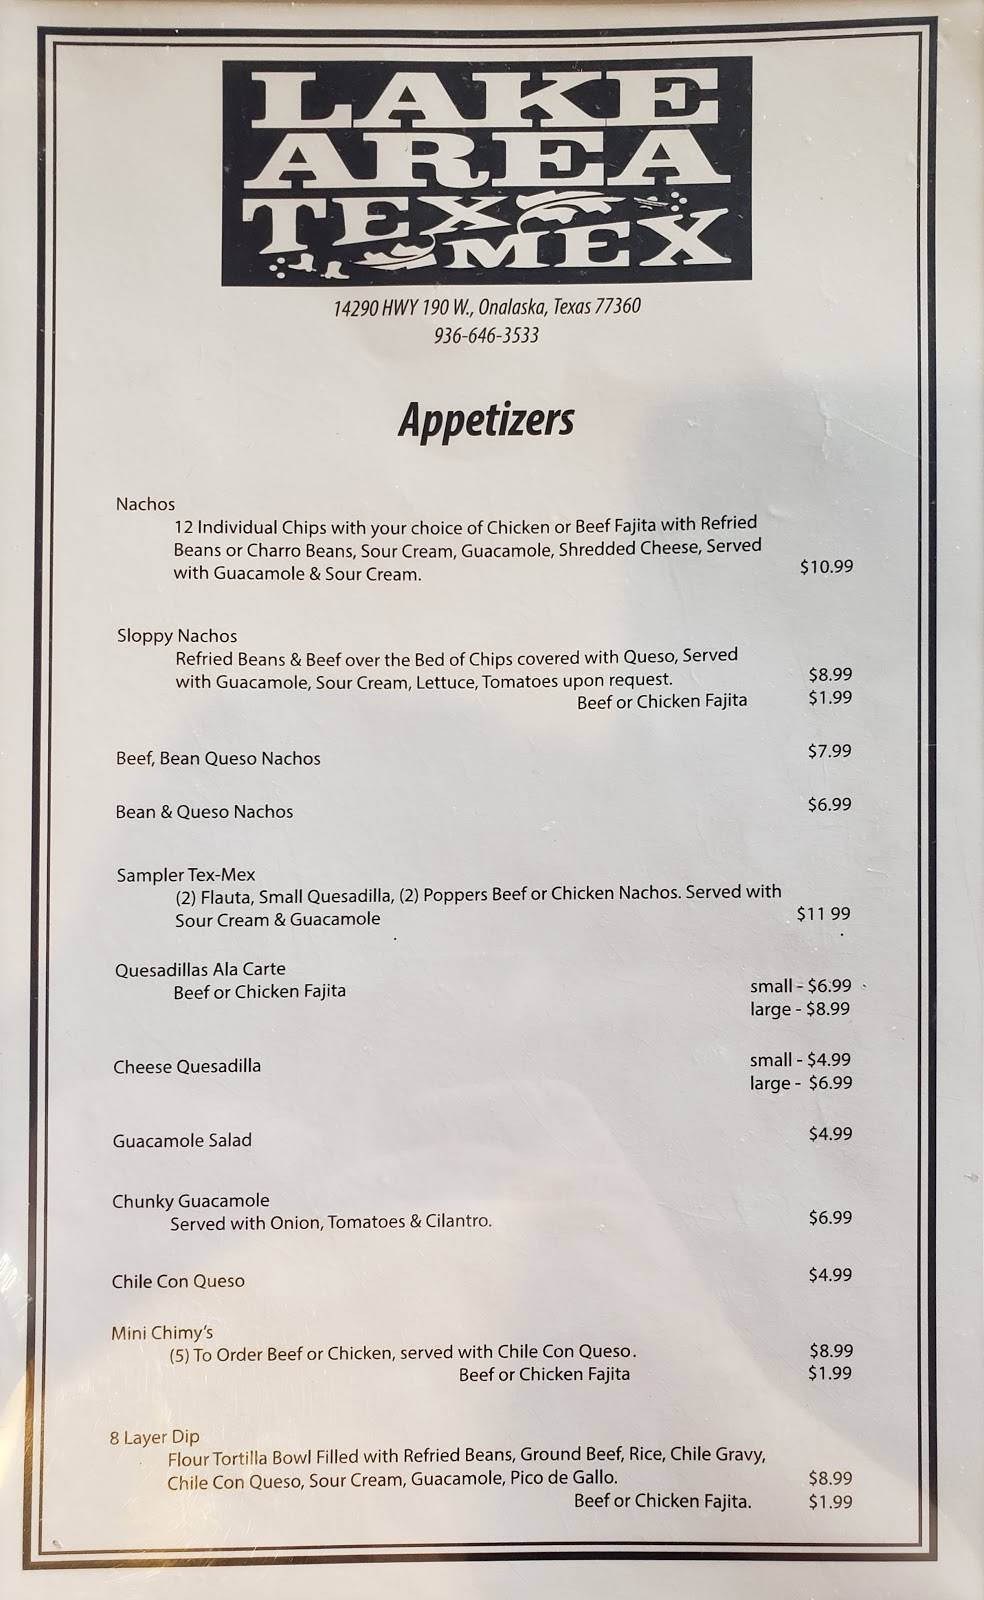 LAKE
AREA
TEX
MEX
14290 HWY 190 W., Onalaska, Texas 77360
936-646-3533
Appetizers
Nachos
12 Individual Chips with your choice of Chicken or Beef Fajita with Refried
Beans or Charro Beans, Sour Cream, Guacamole, Shredded Cheese, Served
with Guacamole & Sour Cream. $10.99
Sloppy Nachos
Refried Beans & Beef over the Bed of Chips covered with Queso, Served
with Guacamole, Sour Cream, Lettuce, Tomatoes upon request. $8.99
Beef or Chicken Fajita $1.99
Beef, Bean Queso Nachos $7.99
Bean & Queso Nachos $6.99
Sampler Tex-Mex
(2) Flauta, Small Quesadilla, (2) Poppers Beef or Chicken Nachos. Served with
Sour Cream & Guacamole $11 99
Quesadillas Ala Carte
Beef or Chicken Fajita small - $6.99
large - $8.99
Cheese Quesadilla small - $4.99
large - $6.99
Guacamole Salad $4.99
Chunky Guacamole
Served with Onion, Tomatoes & Cilantro. $6.99
Chile Con Queso $4.99
Mini Chimy's
(5) To Order Beef or Chicken, served with Chile Con Queso. $8.99
Beef or Chicken Fajita $1.99
8 Layer Dip
Flour Tortilla Bowl Filled with Refried Beans, Ground Beef, Rice, Chile Gravy,
Chile Con Queso, Sour Cream, Guacamole, Pico de Gallo. $8.99
Beef or Chicken Fajita. $1.99